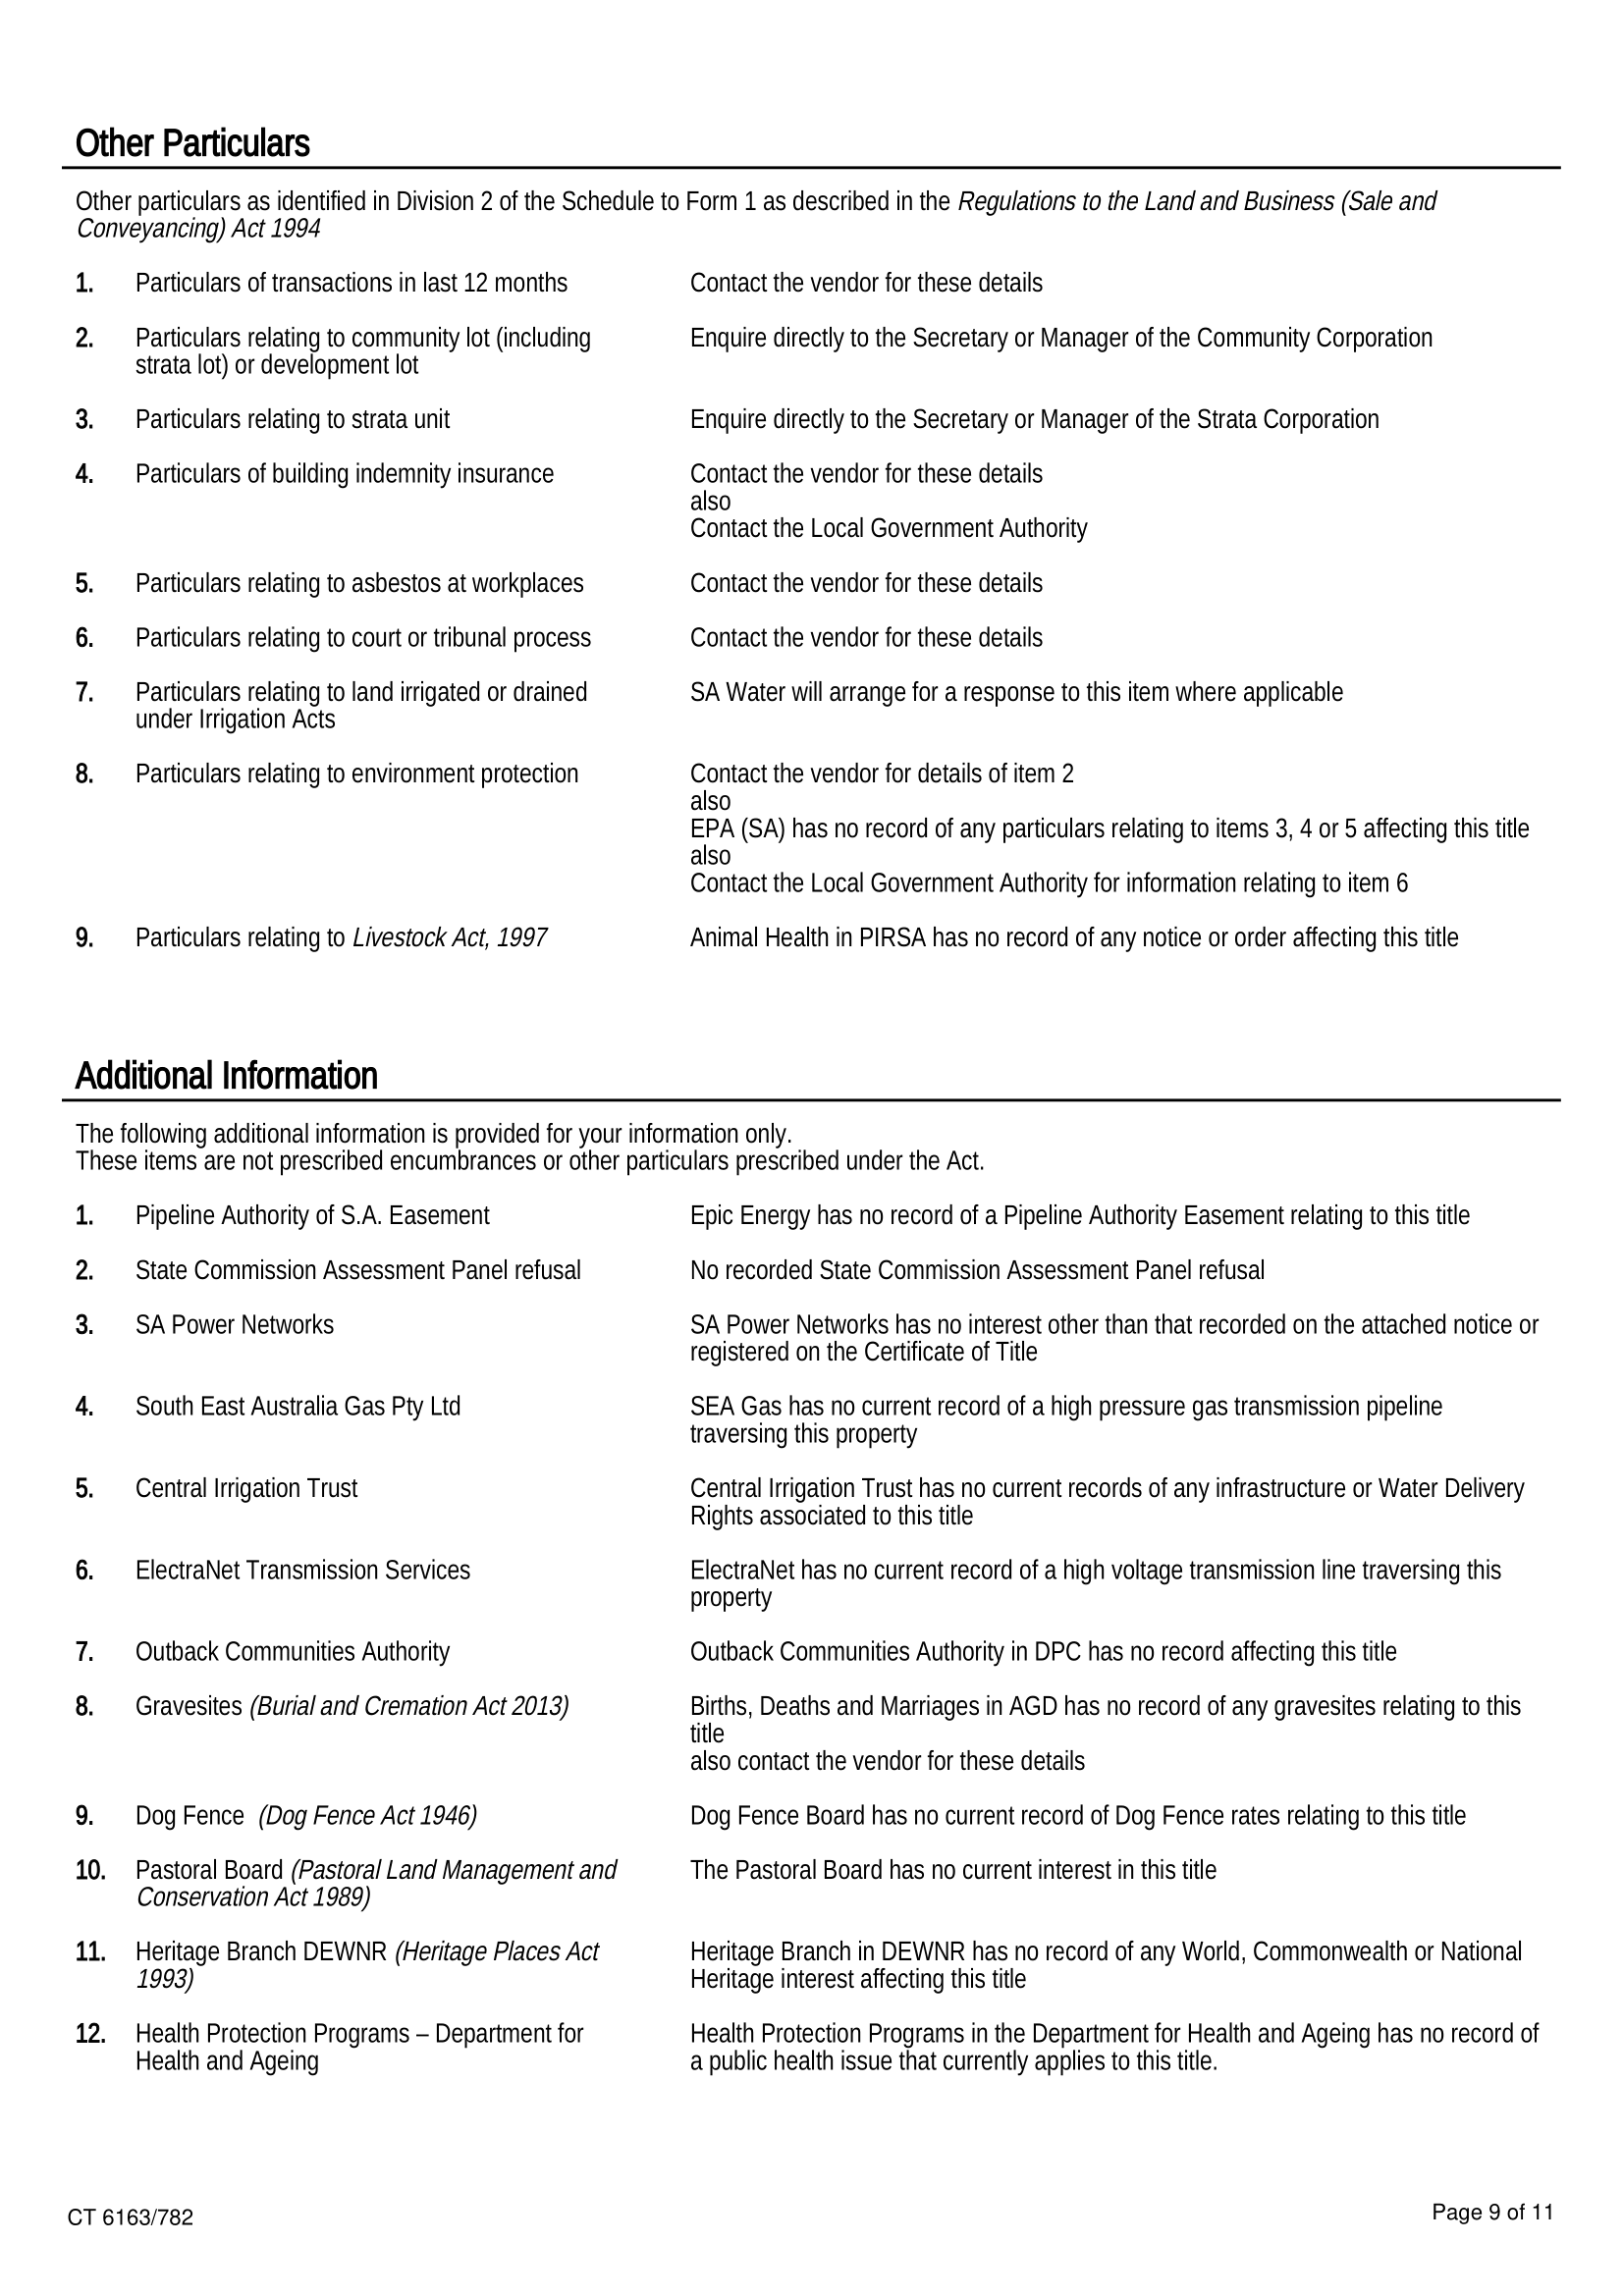 Other Particulars
Other particulars as identified in Division 2 of the Schedule to Form 1 as described in the Regulations to the Land and Business (Sale and
Conveyancing) Act 1994
1. Particulars of transactions in last 12 months Contact the vendor for these details
2. Particulars relating to community lot (including Enquire directly to the Secretary or Manager of the Community Corporation
strata lot) or development lot
3. Particulars relating to strata unit Enquire directly to the Secretary or Manager of the Strata Corporation
4. Particulars of building indemnity insurance Contact the vendor for these details
also
Contact the Local Government Authority
5. Particulars relating to asbestos at workplaces Contact the vendor for these details
6. Particulars relating to court or tribunal process Contact the vendor for these details
7. Particulars relating to land irrigated or drained SA Water will arrange for a response to this item where applicable
under Irrigation Acts
8. Particulars relating to environment protection Contact the vendor for details of item 2
also
EPA (SA) has no record of any particulars relating to items 3, 4 or 5 affecting this title
also
Contact the Local Government Authority for information relating to item 6
9. Particulars relating to Livestock Act, 1997 Animal Health in PIRSA has no record of any notice or order affecting this title
Additional Information
The following additional information is provided for your information only.
These items are not prescribed encumbrances or other particulars prescribed under the Act.
1. Pipeline Authority of S.A. Easement Epic Energy has no record of a Pipeline Authority Easement relating to this title
2. State Commission Assessment Panel refusal No recorded State Commission Assessment Panel refusal
3. SA Power Networks SA Power Networks has no interest other than that recorded on the attached notice or
registered on the Certificate of Title
4. South East Australia Gas Pty Ltd SEA Gas has no current record of a high pressure gas transmission pipeline
traversing this property
5. Central Irrigation Trust Central Irrigation Trust has no current records of any infrastructure or Water Delivery
Rights associated to this title
6. ElectraNet Transmission Services ElectraNet has no current record of a high voltage transmission line traversing this
property
7. Outback Communities Authority Outback Communities Authority in DPC has no record affecting this title
8. Gravesites (Burial and Cremation Act 2013) Births, Deaths and Marriages in AGD has no record of any gravesites relating to this
title
also contact the vendor for these details
9. Dog Fence (Dog Fence Act 1946) Dog Fence Board has no current record of Dog Fence rates relating to this title
10. Pastoral Board (Pastoral Land Management and The Pastoral Board has no current interest in this title
Conservation Act 1989)
11. Heritage Branch DEWNR (Heritage Places Act Heritage Branch in DEWNR has no record of any World, Commonwealth or National
1993) Heritage interest affecting this title
12. Health Protection Programs – Department for Health Protection Programs in the Department for Health and Ageing has no record of
Health and Ageing a public health issue that currently applies to this title.
CT 6163/782 Page 9 of 11